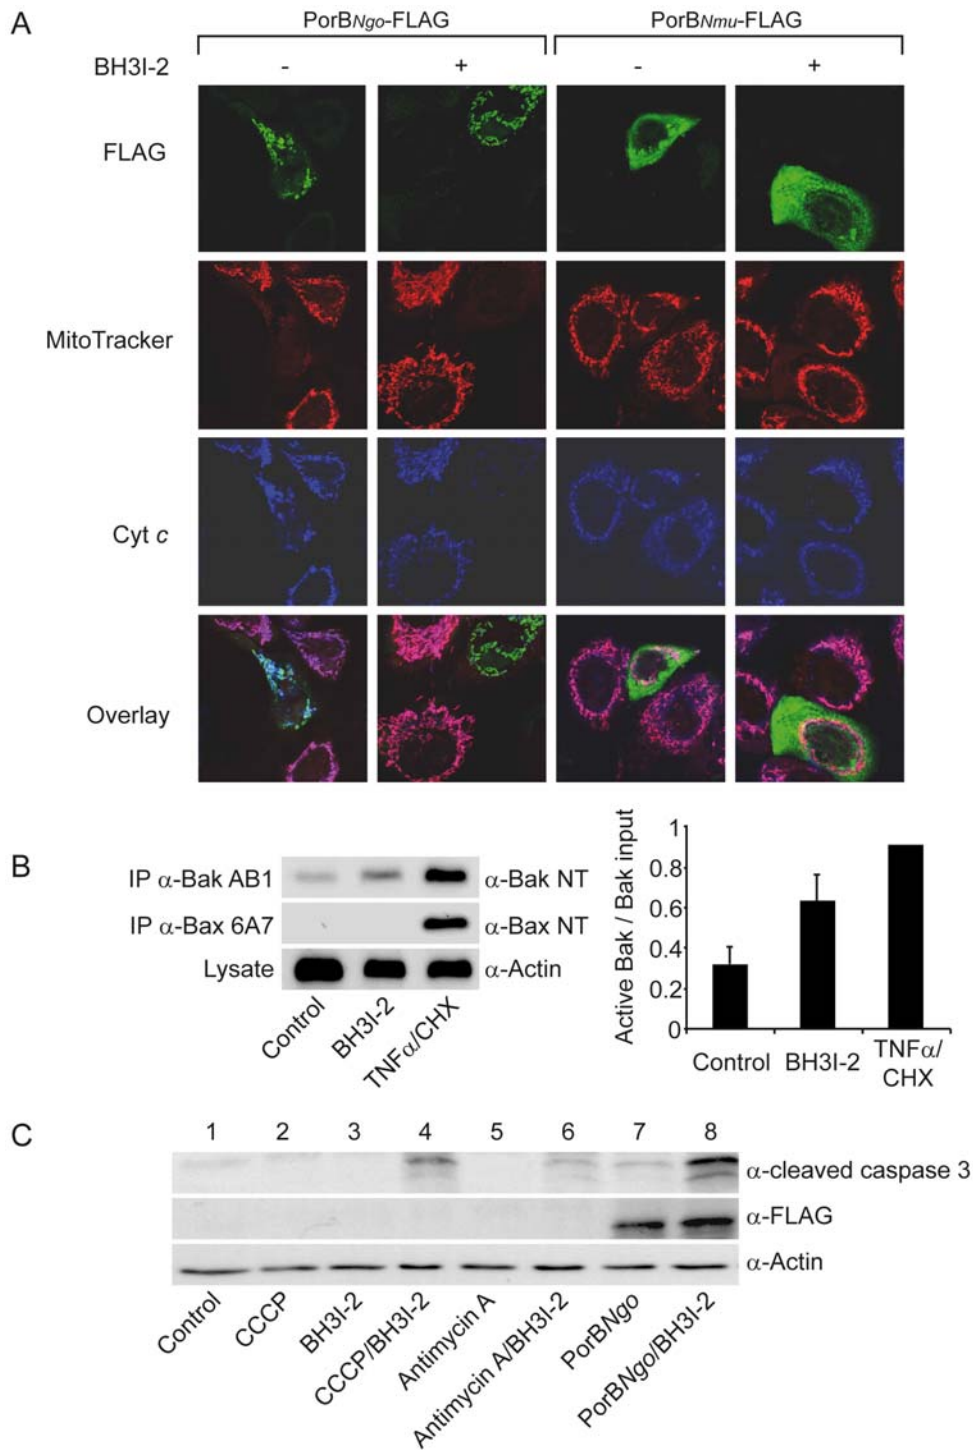 A
PorBNgo-FLAG PorBNmu-FLAG
BH3I-2 - + - +
FLAG
MitoTracker
Cyt c
Overlay
B
IP α-Bak AB1 α-Bak NT
IP α-Bax 6A7 α-Bax NT
Lysate α-Actin
Control BH3I-2 TNFα/CHX
Active Bak / Bak input
1
0.8
0.6
0.4
0.2
0
Control BH3I-2 TNFα/
CHX
C
1 2 3 4 5 6 7 8
α-cleaved caspase 3
α-FLAG
α-Actin
Control CCCP BH3I-2 CCCP/BH3I-2 Antimycin A Antimycin A/BH3I-2 PorBNgo PorBNgo/BH3I-2